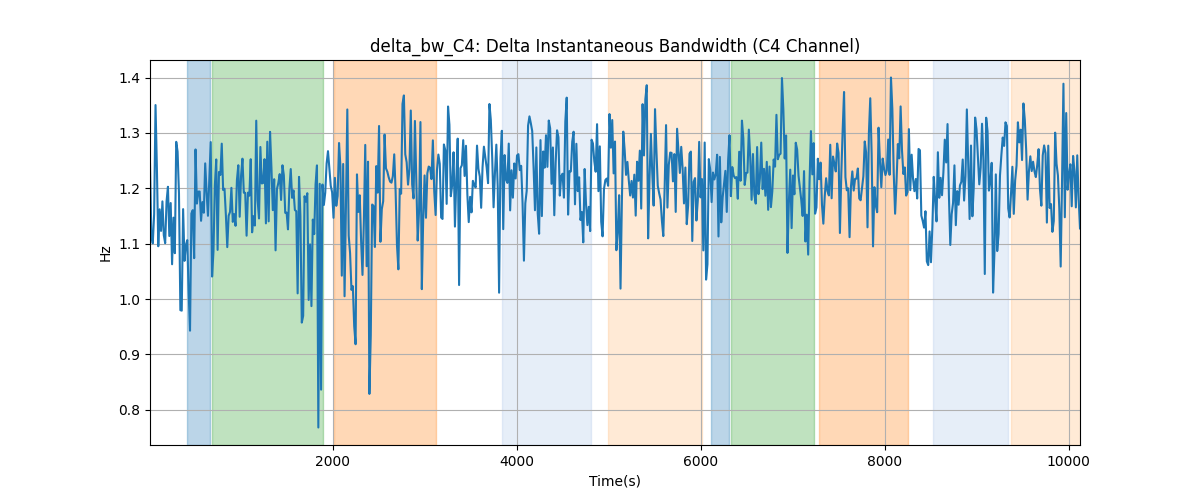 delta_bw_C4: Delta Instantaneous Bandwidth (C4 Channel)
1.4
1.3
1.2
1.1
1.0
0.9
0.8
Hz
2000 4000 6000 8000 10000
Time(s)